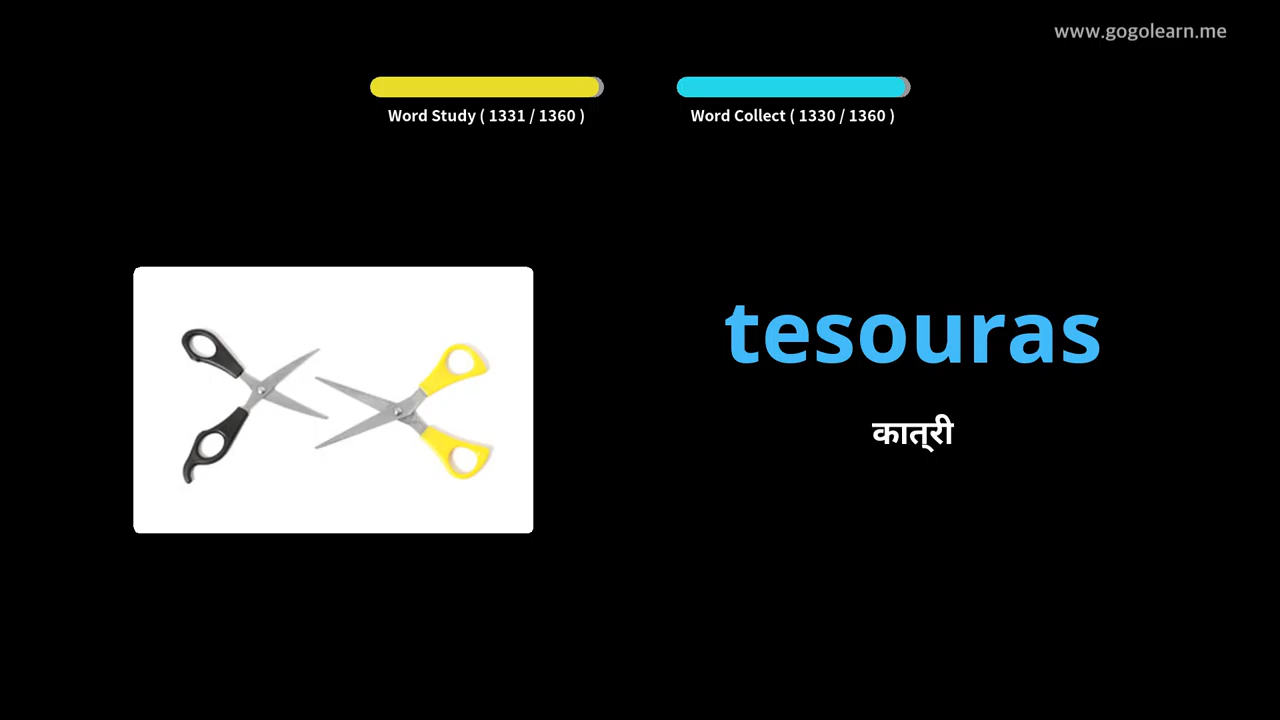 www.gogolearn.me
Word Study ( 1331 / 1360 )
Word Collect ( 1330 / 1360 )
tesouras
कात्री